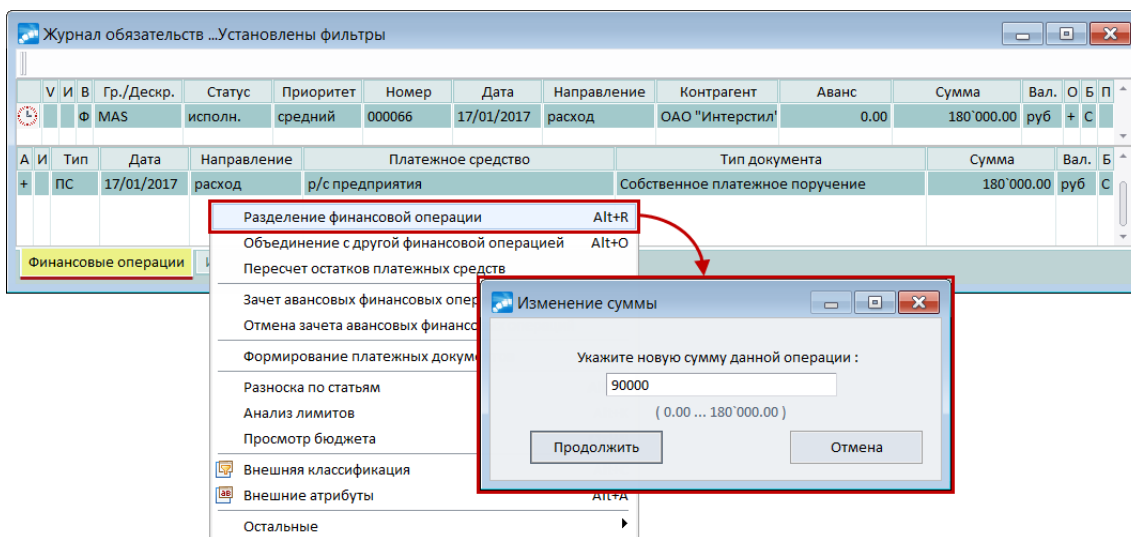 Журнал обязательств ...Установлены фильтры
V И В Гр./Дескр. Статус Приоритет Номер Дата Направление Контрагент Аванс Сумма Вал. О Б П
Ф MAS исполн. средний 000066 17/01/2017 расход ОАО "Интерстил" 0.00 180`000.00 руб + С
А И Тип Дата Направление Платежное средство Тип документа Сумма Вал. Б
+ ПС 17/01/2017 расход р/с предприятия Собственное платежное поручение 180`000.00 руб С
Разделение финансовой операции Alt+R
Объединение с другой финансовой операцией Alt+O
Финансовые операции
Пересчет остатков платежных средств
Зачет авансовых финансовых
Отмена зачета авансовых
Формирование платежных
Разноска по статьям
Анализ лимитов
Просмотр бюджета
Внешняя классификация
Внешние атрибуты Alt+A
Остальные
Изменение суммы
Укажите новую сумму данной операции :
90000
( 0.00 ... 180`000.00 )
Продолжить Отмена